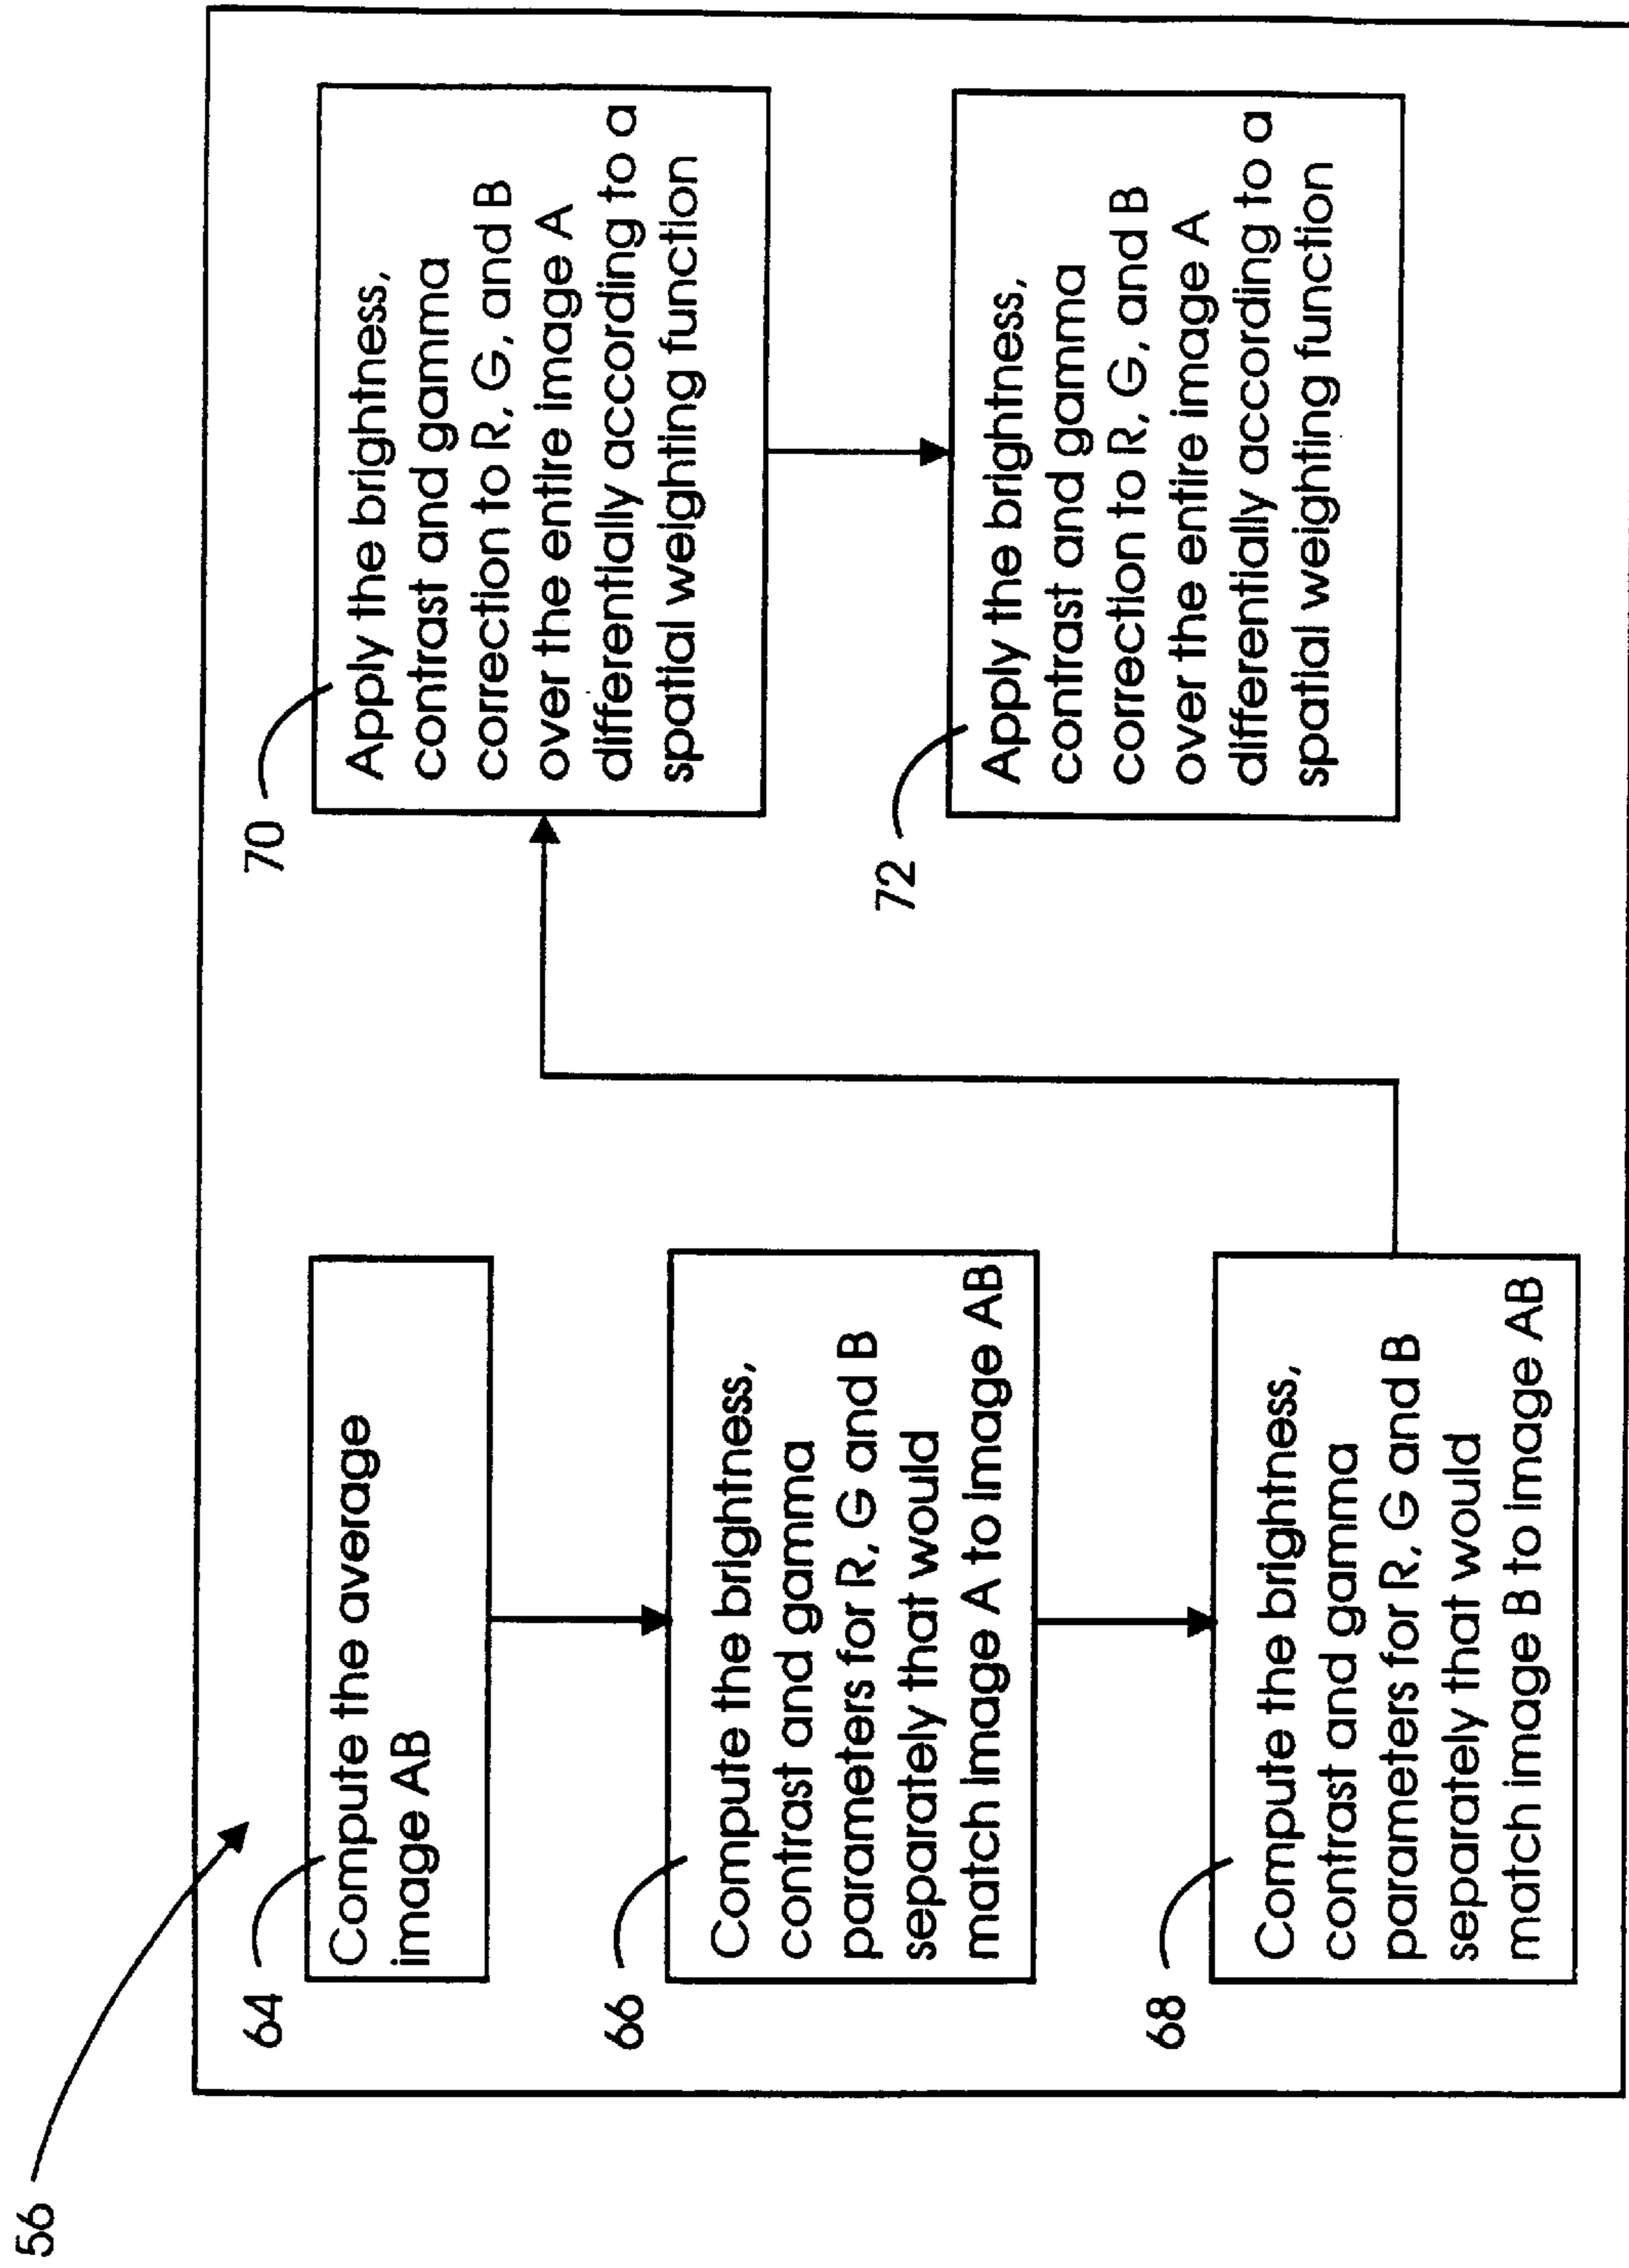 56
64
Compute the average
image AB
66
Compute the brightness,
contrast and gamma
parameters for R, G and B
separately that would
match image A to image AB
68
Compute the brightness,
contrast and gamma
parameters for R, G and B
separately that would
match image B to image AB
70
Apply the brightness,
contrast and gamma
correction to R, G, and B
over the entire image A
differentially according to a
spatial weighting function
72
Apply the brightness,
contrast and gamma
correction to R, G, and B
over the entire image A
differentially according to a
spatial weighting function